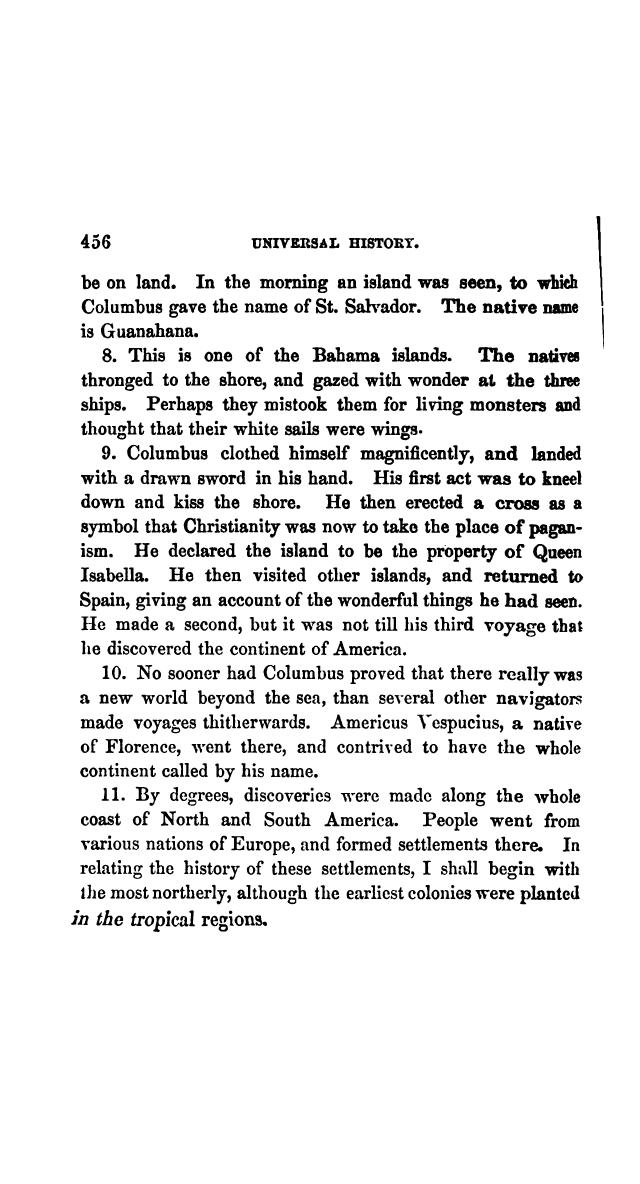 456 UNIVERSAL HISTORY.
be on land. In the morning an island was seen, to which
Columbus gave the name of St. Salvador. The native name
is Guanahana.
8. This is one of the Bahama islands. The natives
thronged to the shore, and gazed with wonder at the three
ships. Perhaps they mistook them for living monsters and
thought that their white sails were wings.
9. Columbus clothed himself magnificently, and landed
with a drawn sword in his hand. His first act was to kneel
down and kiss the shore. He then erected a cross as a
symbol that Christianity was now to take the place of pagan-
ism. He declared the island to be the property of Queen
Isabella. He then visited other islands, and returned to
Spain, giving an account of the wonderful things he had seen.
He made a second, but it was not till his third voyage that
he discovered the continent of America.
10. No sooner had Columbus proved that there really was
a new world beyond the sea, than several other navigators
made voyages thitherwards. Americus Vespucius, a native
of Florence, went there, and contrived to have the whole
continent called by his name.
11. By degrees, discoveries were made along the whole
coast of North and South America. People went from
various nations of Europe, and formed settlements there. In
relating the history of these settlements, I shall begin with
the most northerly, although the earliest colonies were planted
in the tropical regions.